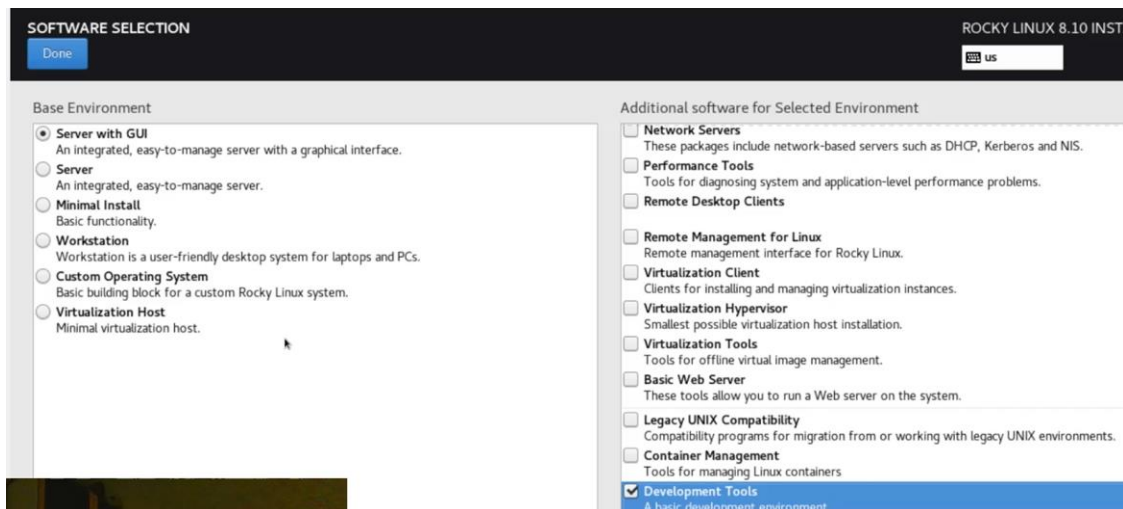 SOFTWARE SELECTION
Done
ROCKY LINUX 8.10 INST
us
Base Environment
Server with GUI
An integrated, easy-to-manage server with a graphical interface.
Server
An integrated, easy-to-manage server.
Minimal Install
Basic functionality.
Workstation
Workstation is a user-friendly desktop system for laptops and PCs.
Custom Operating System
Basic building block for a custom Rocky Linux system.
Virtualization Host
Minimal virtualization host.
Additional software for Selected Environment
Network Servers
These packages include network-based servers such as DHCP, Kerberos and NIS.
Performance Tools
Tools for diagnosing system and application-level performance problems.
Remote Desktop Clients
Remote Management for Linux
Remote management interface for Rocky Linux.
Virtualization Client
Clients for installing and managing virtualization instances.
Virtualization Hypervisor
Smallest possible virtualization host installation.
Virtualization Tools
Tools for offline virtual image management.
Basic Web Server
These tools allow you to run a Web server on the system.
Legacy UNIX Compatibility
Compatibility programs for migration from or working with legacy UNIX environments.
Container Management
Tools for managing Linux containers
Development Tools
A basic development environment